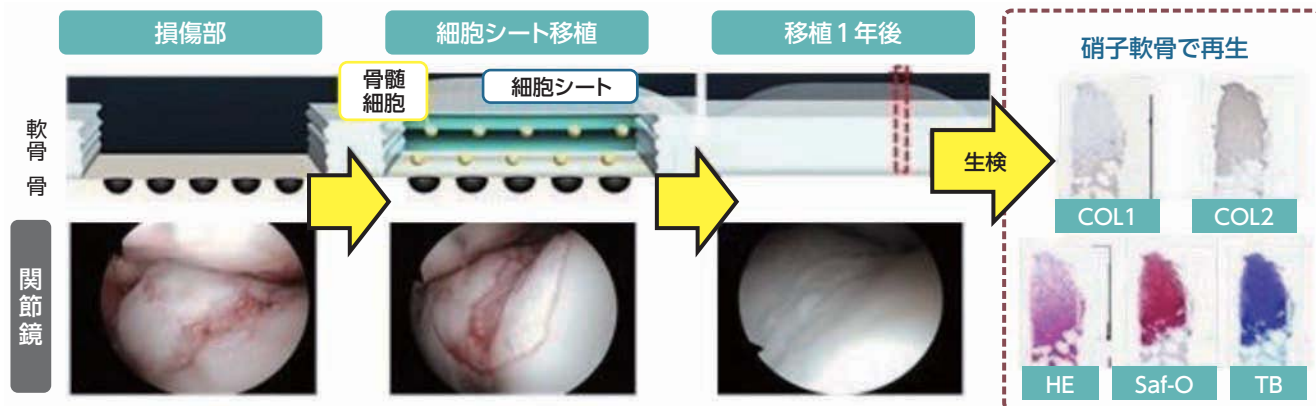 損傷部
細胞シート移植
移植1年後
硝子軟骨で再生
骨髄
細胞
細胞シート
軟骨
骨
生検
関節鏡
COL1
COL2
HE
Saf-O
TB